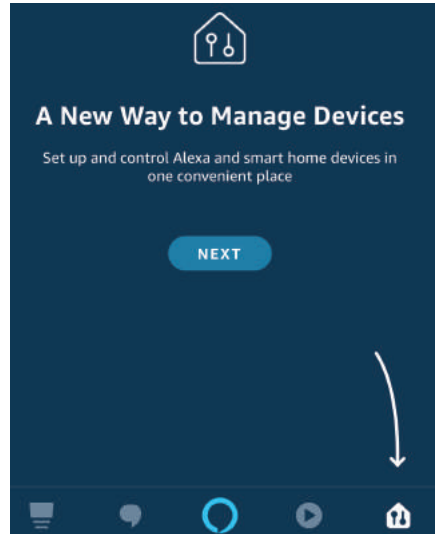 A New Way to Manage Devices
Set up and control Alexa and smart home devices in
one convenient place
NEXT